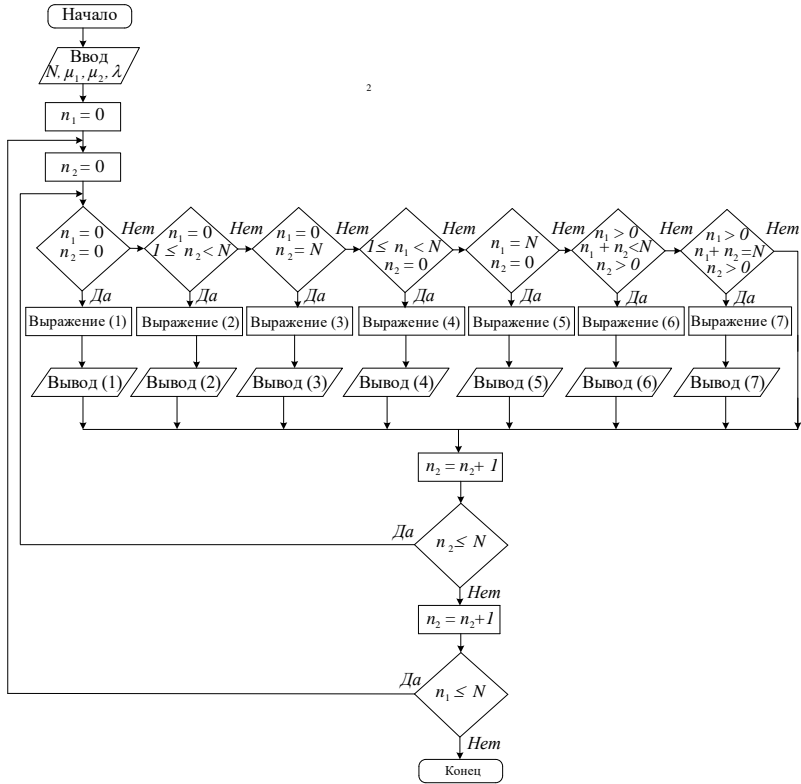 Начало
Ввод
N, μ₁, μ₂, λ
2
n₁ = 0
n₂ = 0
n₁ = 0
n₂ = 0
Нет
n₁ = 0
1 ≤ n₂ < N
Нет
n₁ = 0
n₂ = N
Нет
1 ≤ n₁ < N
n₂ = 0
Нет
n₁ = N
n₂ = 0
Нет
n₁ > 0
n₁ + n₂ < N
n₂ > 0
Нет
n₁ > 0
n₁ + n₂ = N
n₂ > 0
Нет
Да
Да
Да
Да
Да
Да
Да
Выражение (1)
Выражение (2)
Выражение (3)
Выражение (4)
Выражение (5)
Выражение (6)
Выражение (7)
Вывод (1)
Вывод (2)
Вывод (3)
Вывод (4)
Вывод (5)
Вывод (6)
Вывод (7)
n₂ = n₂ + 1
Да
n₂ ≤ N
Нет
n₂ = n₂+1
Да
n₁ ≤ N
Нет
Конец